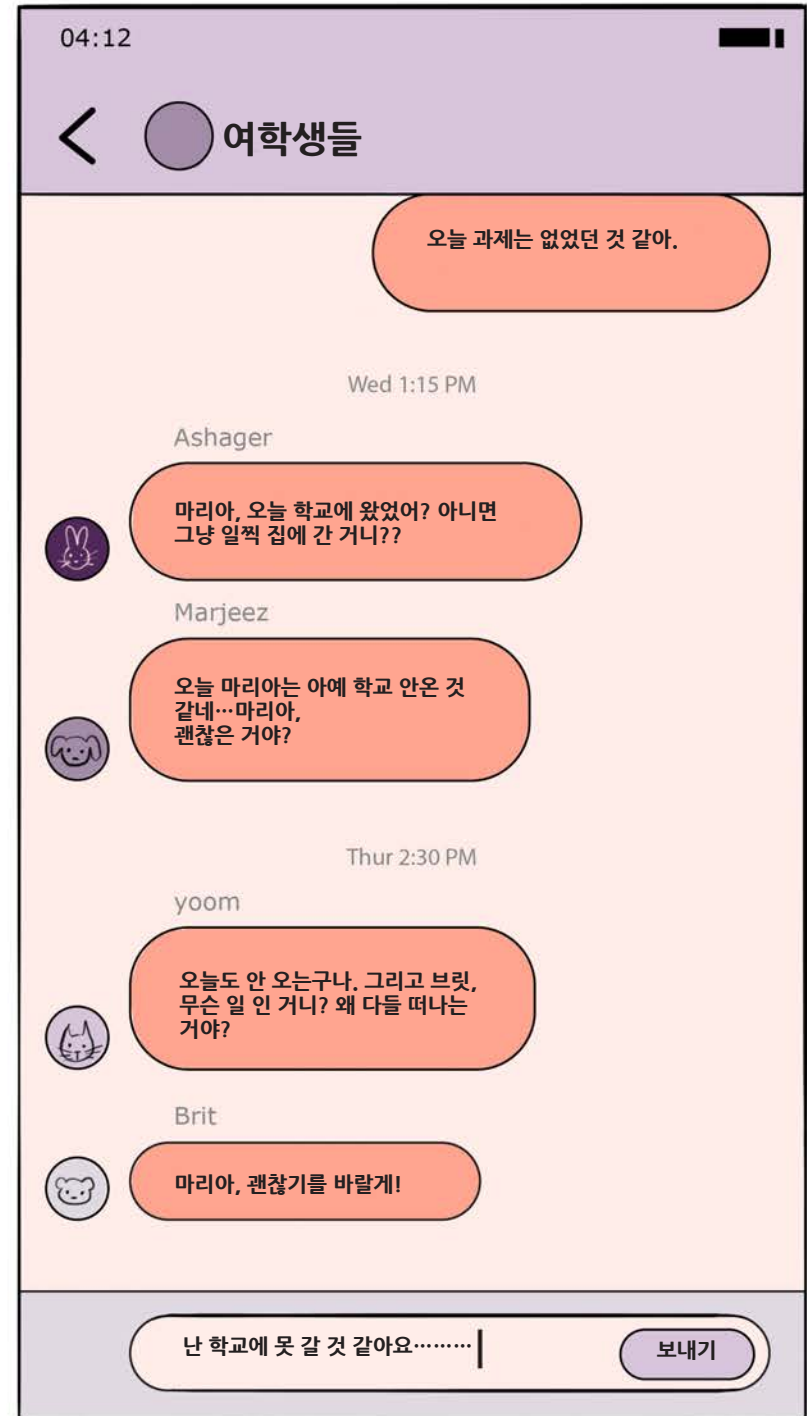 04:12
여학생들
오늘 과제는 없었던 것 같아.
Wed 1:15 PM
Ashager
마리아, 오늘 학교에 왔었어? 아니면
그냥 일찍 집에 간 거니??
Marjeez
오늘 마리아는 아예 학교 안온 것
같네…마리아,
괜찮은 거야?
Thur 2:30 PM
yoom
오늘도 안 오는구나. 그리고 브릿,
무슨 일 인 거니? 왜 다들 떠나는
거야?
Brit
마리아, 괜찮기를 바랄게!
난 학교에 못 갈 것 같아요………
보내기